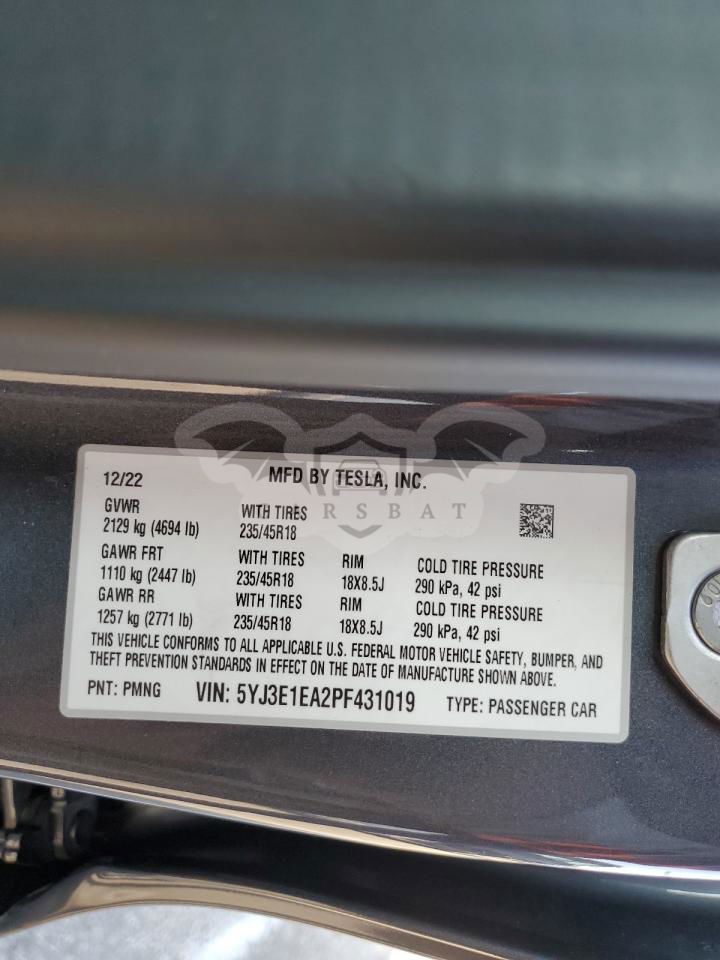 12/22 MFD BY TESLA, INC.
GVWR WITH TIRES
2129 kg (4694 lb) 235/45R18
GAWR FRT WITH TIRES RIM COLD TIRE PRESSURE
1110 kg (2447 lb) 235/45R18 18X8.5J 290 kPa, 42 psi
GAWR RR WITH TIRES RIM COLD TIRE PRESSURE
1257 kg (2771 lb) 235/45R18 18X8.5J 290 kPa, 42 psi
THIS VEHICLE CONFORMS TO ALL APPLICABLE U.S. FEDERAL MOTOR VEHICLE SAFETY, BUMPER, AND
THEFT PREVENTION STANDARDS IN EFFECT ON THE DATE OF MANUFACTURE SHOWN ABOVE.
PNT: PMNG VIN: 5YJ3E1EA2PF431019 TYPE: PASSENGER CAR